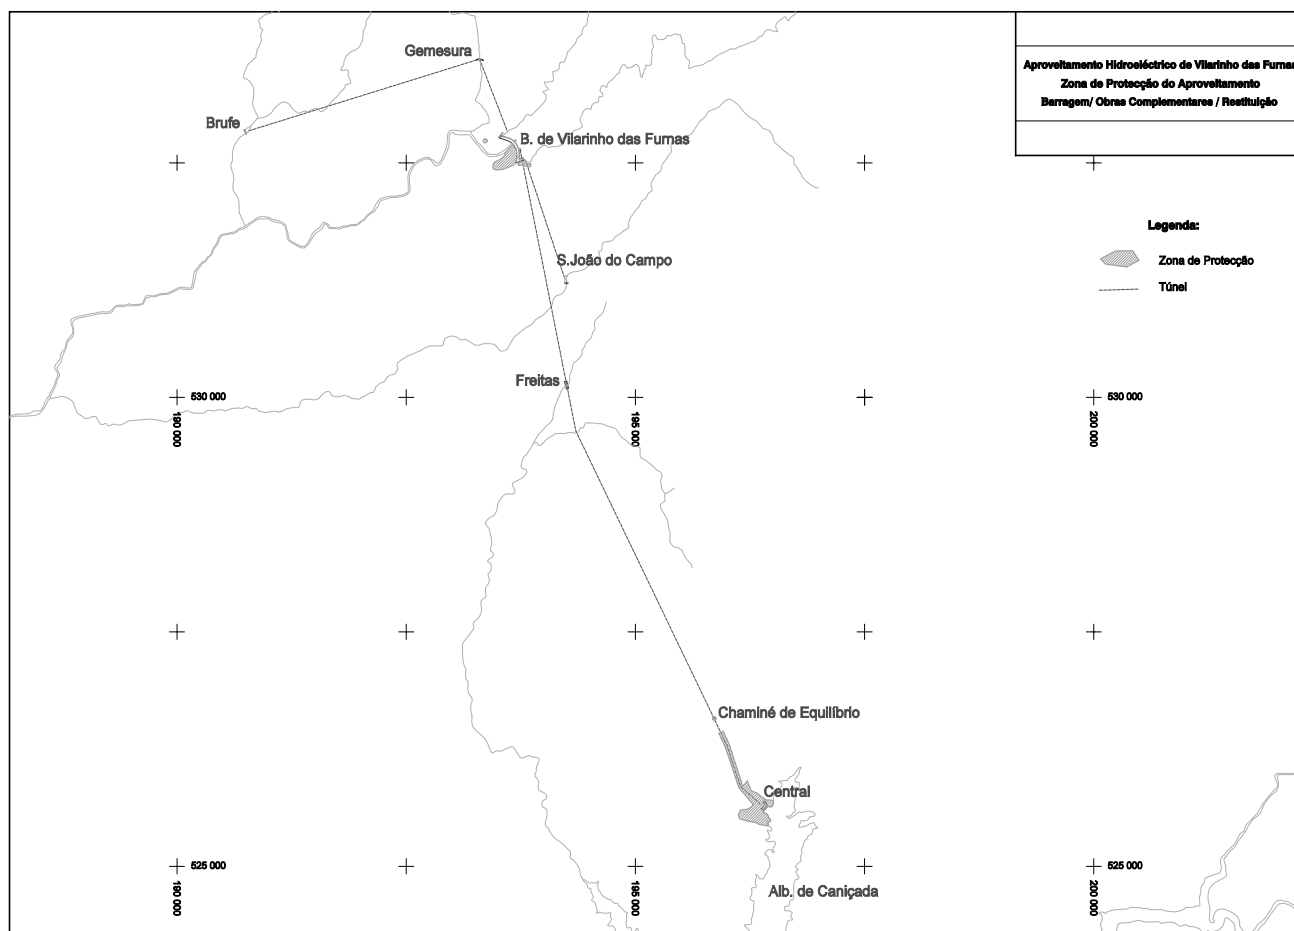 Gemesura
Aproveitamento Hidroeléctrico de Vilarinho das Furnas
Zona de Protecção do Aproveitamento
Barragem/ Obras Complementares / Restituição
Brufe
B. de Vilarinho das Furnas
Legenda:
S.João do Campo
Zona de Protecção
Túnel
Freitas
530 000
530 000
190 000
195 000
200 000
Chaminé de Equilíbrio
Central
525 000
525 000
190 000
195 000
200 000
Alb. de Caniçada